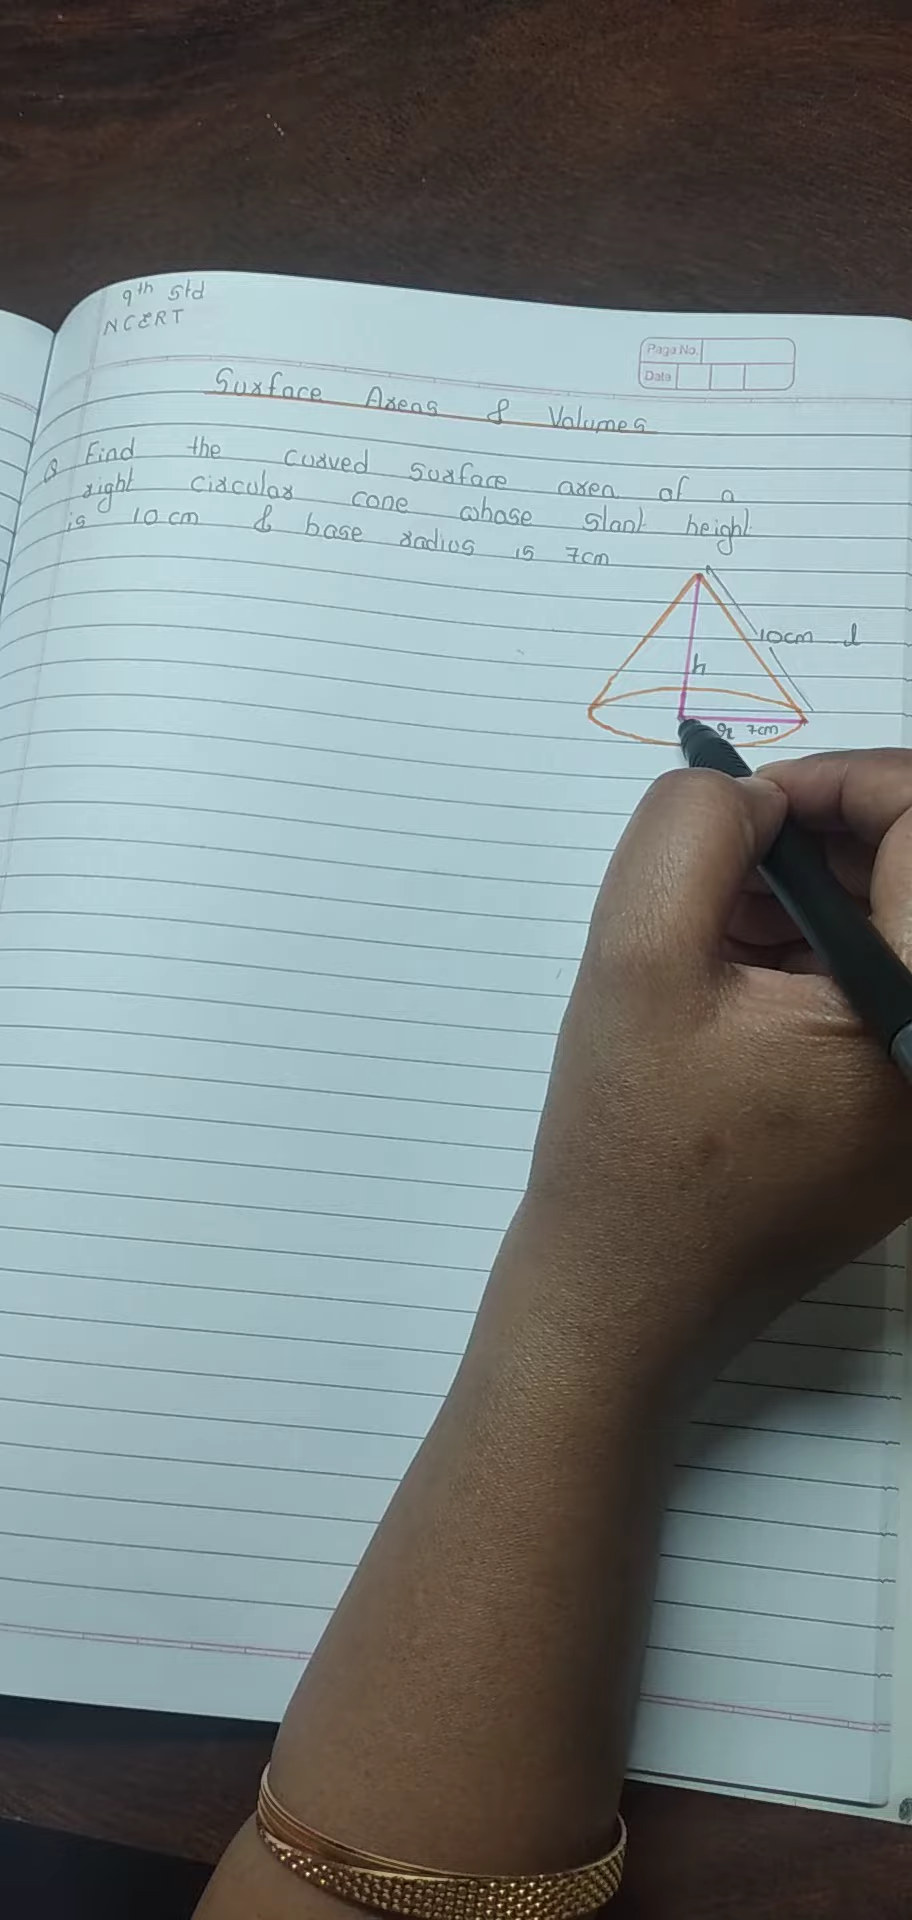 9th Std
NCERT
Page No.
Date
Surface Areas & Volumes
Q Find the curved surface area of a
right circular cone whose slant height
is 10 cm & base radius is 7cm
10cm l
h
r 7cm